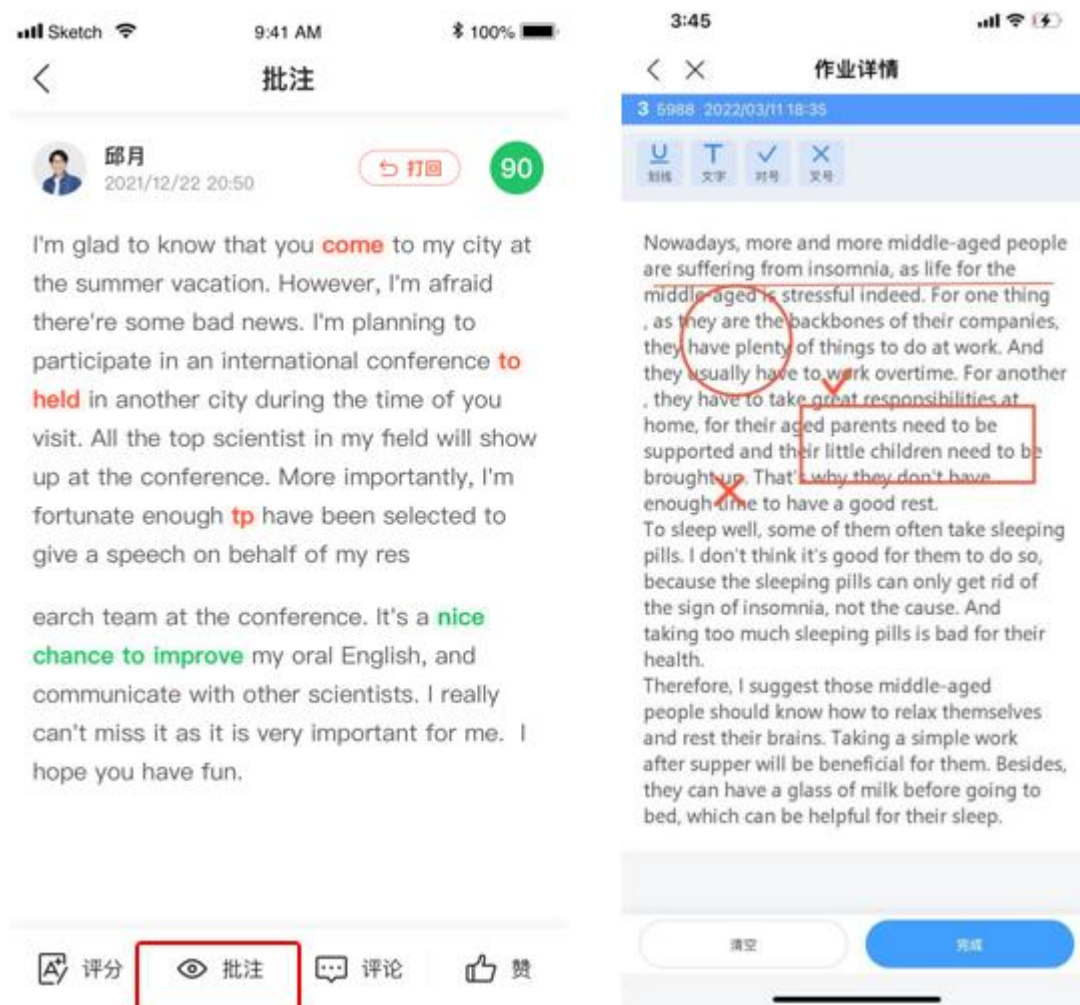 Sketch
9:41 AM
100%
批注
邱月
2021/12/22 20:50
打回
90
I'm glad to know that you come to my city at
the summer vacation. However, I'm afraid
there're some bad news. I'm planning to
participate in an international conference to
held in another city during the time of you
visit. All the top scientist in my field will show
up at the conference. More importantly, I'm
fortunate enough tp have been selected to
give a speech on behalf of my res
earch team at the conference. It's a nice
chance to improve my oral English, and
communicate with other scientists. I really
can't miss it as it is very important for me. I
hope you have fun.
评分
批注
评论
赞
3:45
作业详情
3 5988 2022/03/11 18:35
U T
划线 文字 对号 叉号
Nowadays, more and more middle-aged people
are suffering from insomnia, as life for the
middle-aged is stressful indeed. For one thing
, as they are the backbones of their companies,
they have plenty of things to do at work. And
they usually have to work overtime. For another
, they have to take great responsibilities at
home, for their aged parents need to be
supported and their little children need to be
brought up. That's why they don't have
enough time to have a good rest.
To sleep well, some of them often take sleeping
pills. I don't think it's good for them to do so,
because the sleeping pills can only get rid of
the sign of insomnia, not the cause. And
taking too much sleeping pills is bad for their
health.
Therefore, I suggest those middle-aged
people should know how to relax themselves
and rest their brains. Taking a simple work
after supper will be beneficial for them. Besides,
they can have a glass of milk before going to
bed, which can be helpful for their sleep.
清空
完成